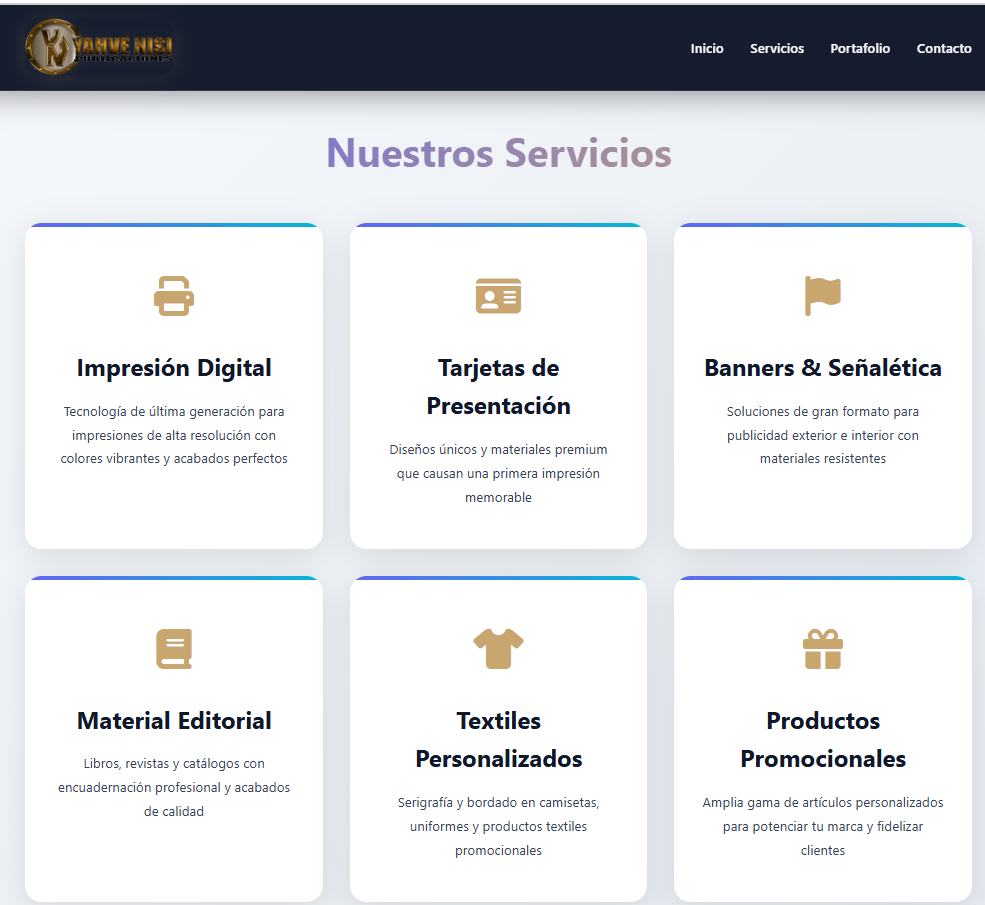 YAHVE NISI
PUBLICACIONES
Inicio Servicios Portafolio Contacto
Nuestros Servicios
Impresión Digital
Tecnología de última generación para
impresiones de alta resolución con
colores vibrantes y acabados perfectos
Tarjetas de
Presentación
Diseños únicos y materiales premium
que causan una primera impresión
memorable
Banners & Señalética
Soluciones de gran formato para
publicidad exterior e interior con
materiales resistentes
Material Editorial
Libros, revistas y catálogos con
encuadernación profesional y acabados
de calidad
Textiles
Personalizados
Serigrafía y bordado en camisetas,
uniformes y productos textiles
promocionales
Productos
Promocionales
Amplia gama de artículos personalizados
para potenciar tu marca y fidelizar
clientes